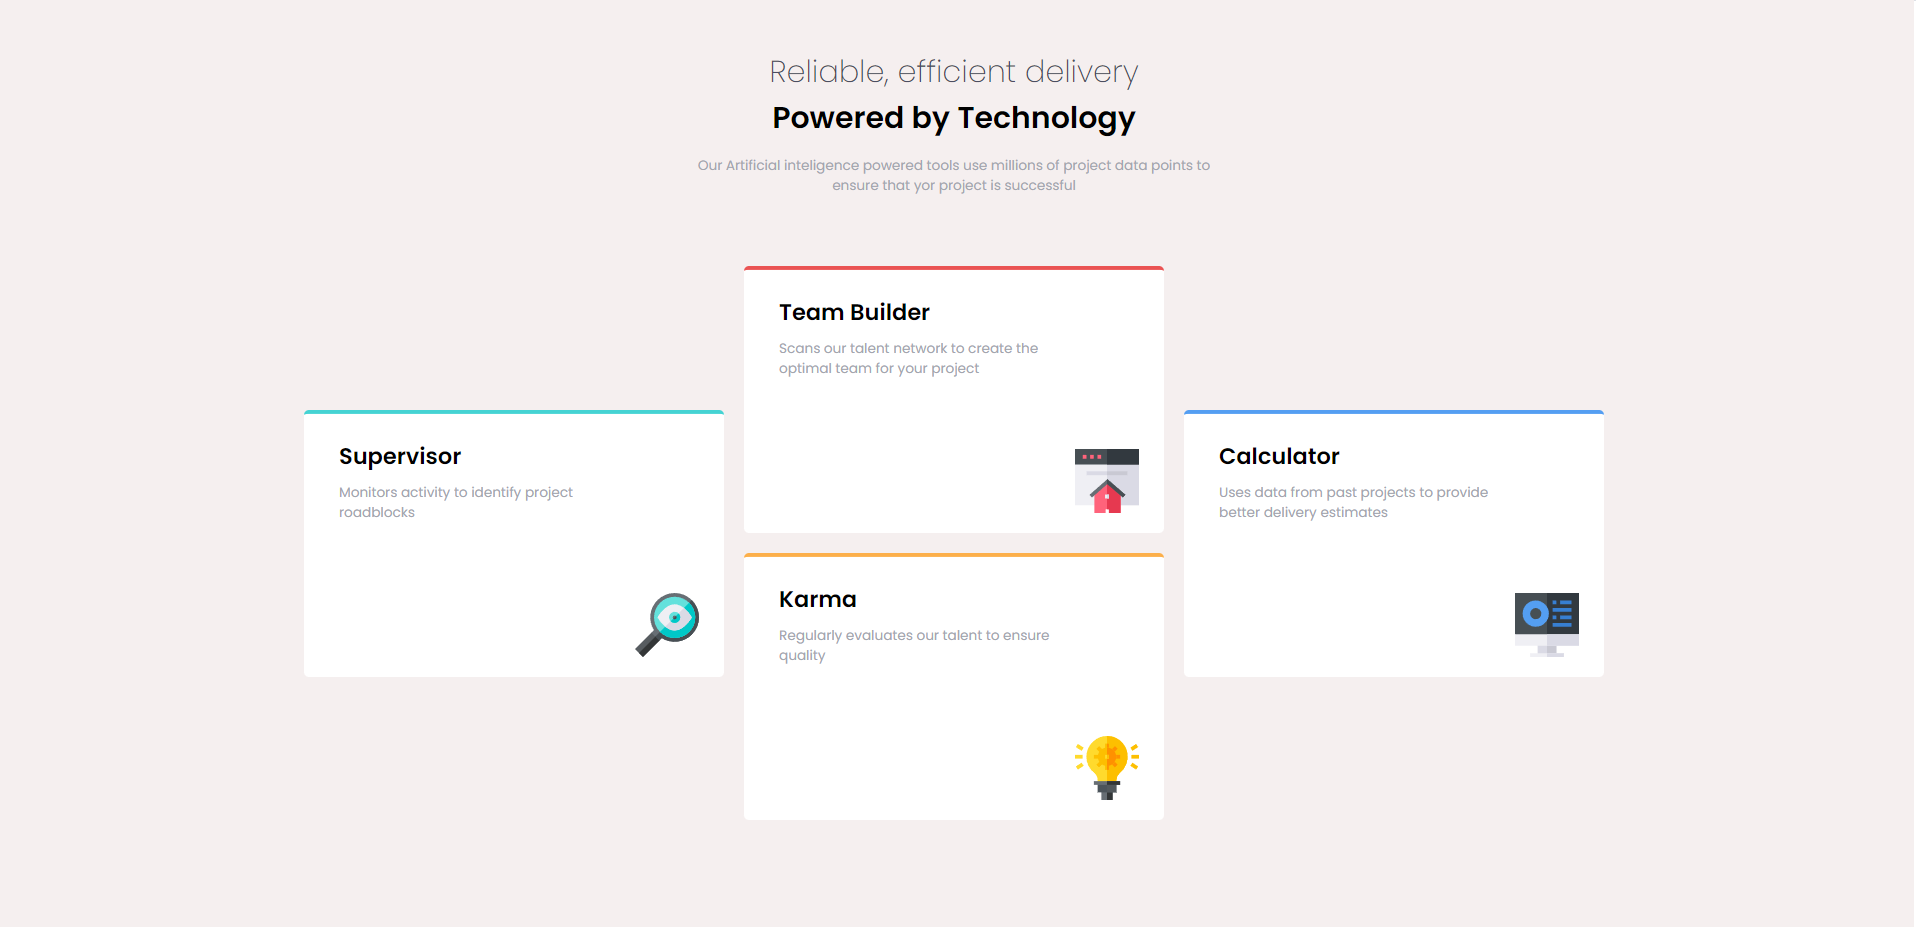 Reliable, efficient delivery
Powered by Technology
Our Artificial inteligence powered tools use millions of project data points to
ensure that yor project is successful
Team Builder
Scans our talent network to create the
optimal team for your project
Supervisor
Monitors activity to identify project
roadblocks
Calculator
Uses data from past projects to provide
better delivery estimates
Karma
Regularly evaluates our talent to ensure
quality